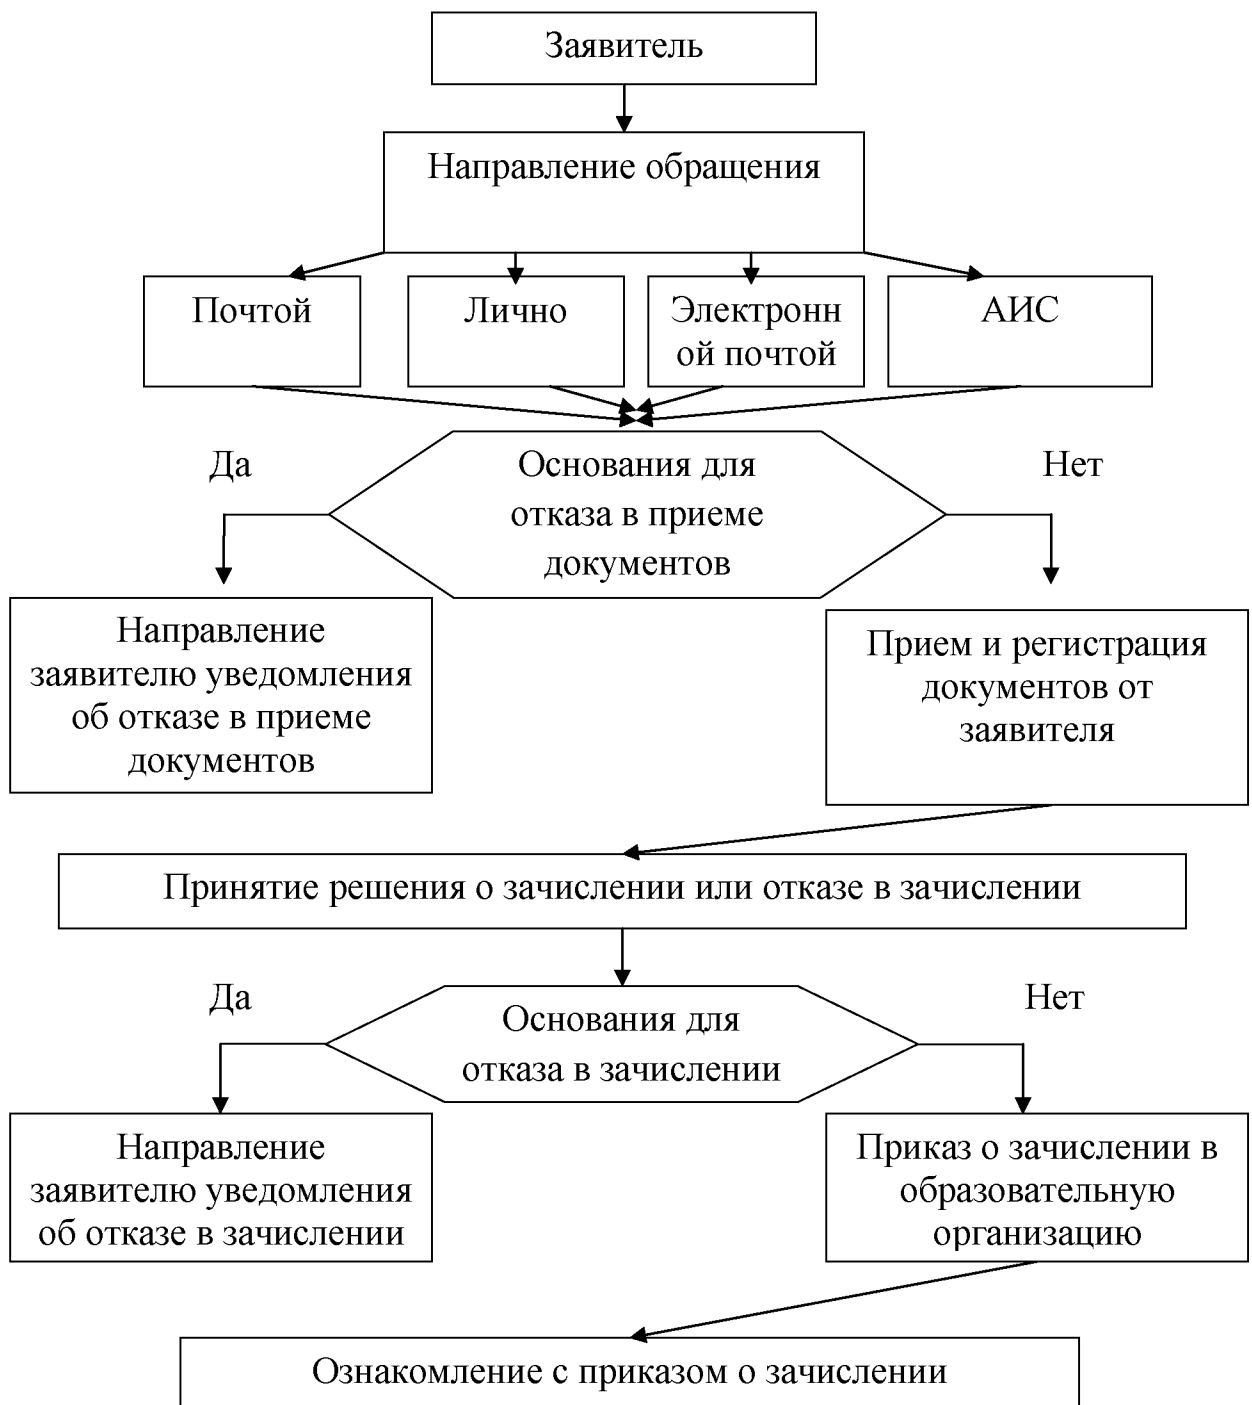 Заявитель
Направление обращения
Почтой
Лично
Электронн
ой почтой
АИС
Да
Основания для
отказа в приеме
документов
Нет
Направление
заявителю уведомления
об отказе в приеме
документов
Прием и регистрация
документов от
заявителя
Принятие решения о зачислении или отказе в зачислении
Да
Основания для
отказа в зачислении
Нет
Направление
заявителю уведомления
об отказе в зачислении
Приказ о зачислении в
образовательную
организацию
Ознакомление с приказом о зачислении